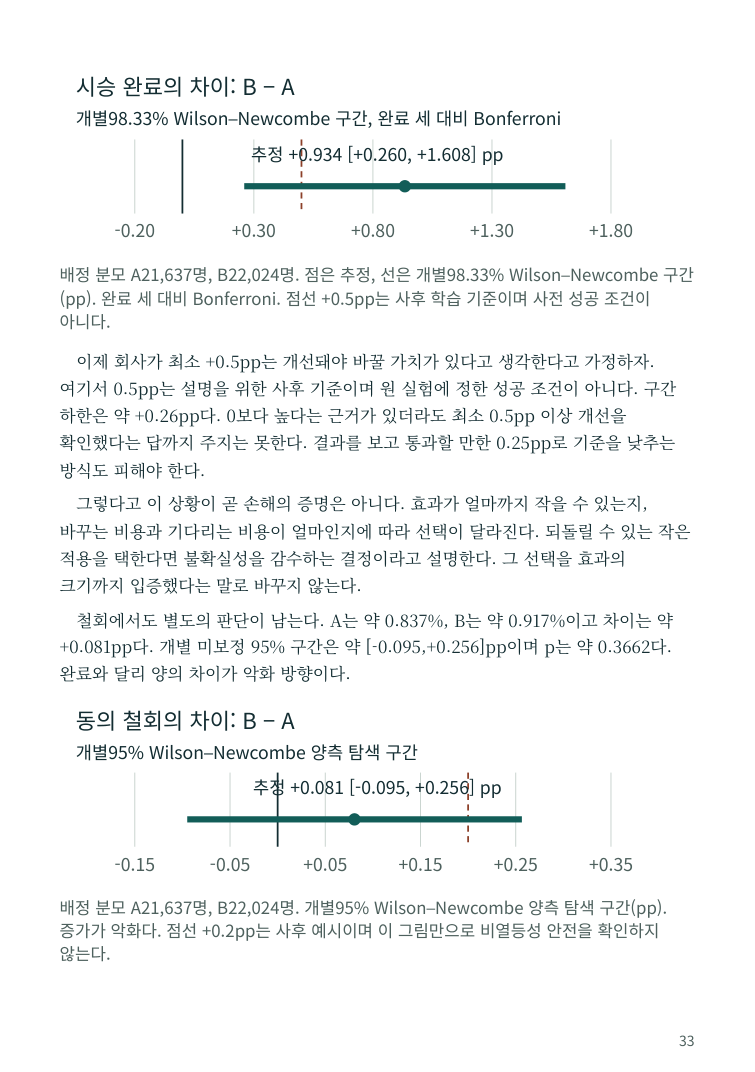 시승 완료의 차이: B − A
개별98.33% Wilson–Newcombe 구간, 완료 세 대비 Bonferroni
추정 +0.934 [+0.260, +1.608] pp
-0.20 +0.30 +0.80 +1.30 +1.80
배정 분모 A21,637명, B22,024명. 점은 추정, 선은 개별98.33% Wilson–Newcombe 구간
(pp). 완료 세 대비 Bonferroni. 점선 +0.5pp는 사후 학습 기준이며 사전 성공 조건이
아니다.
이제 회사가 최소 +0.5pp는 개선돼야 바꿀 가치가 있다고 생각한다고 가정하자.
여기서 0.5pp는 설명을 위한 사후 기준이며 원 실험에 정한 성공 조건이 아니다. 구간
하한은 약 +0.26pp다. 0보다 높다는 근거가 있더라도 최소 0.5pp 이상 개선을
확인했다는 답까지 주지는 못한다. 결과를 보고 통과할 만한 0.25pp로 기준을 낮추는
방식도 피해야 한다.
그렇다고 이 상황이 곧 손해의 증명은 아니다. 효과가 얼마까지 작을 수 있는지,
바꾸는 비용과 기다리는 비용이 얼마인지에 따라 선택이 달라진다. 되돌릴 수 있는 작은
적용을 택한다면 불확실성을 감수하는 결정이라고 설명한다. 그 선택을 효과의
크기까지 입증했다는 말로 바꾸지 않는다.
철회에서도 별도의 판단이 남는다. A는 약 0.837%, B는 약 0.917%이고 차이는 약
+0.081pp다. 개별 미보정 95% 구간은 약 [-0.095,+0.256]pp이며 p는 약 0.3662다.
완료와 달리 양의 차이가 악화 방향이다.
동의 철회의 차이: B − A
개별95% Wilson–Newcombe 양측 탐색 구간
추정 +0.081 [-0.095, +0.256] pp
-0.15 -0.05 +0.05 +0.15 +0.25 +0.35
배정 분모 A21,637명, B22,024명. 개별95% Wilson–Newcombe 양측 탐색 구간(pp).
증가가 악화다. 점선 +0.2pp는 사후 예시이며 이 그림만으로 비열등성 안전을 확인하지
않는다.
33